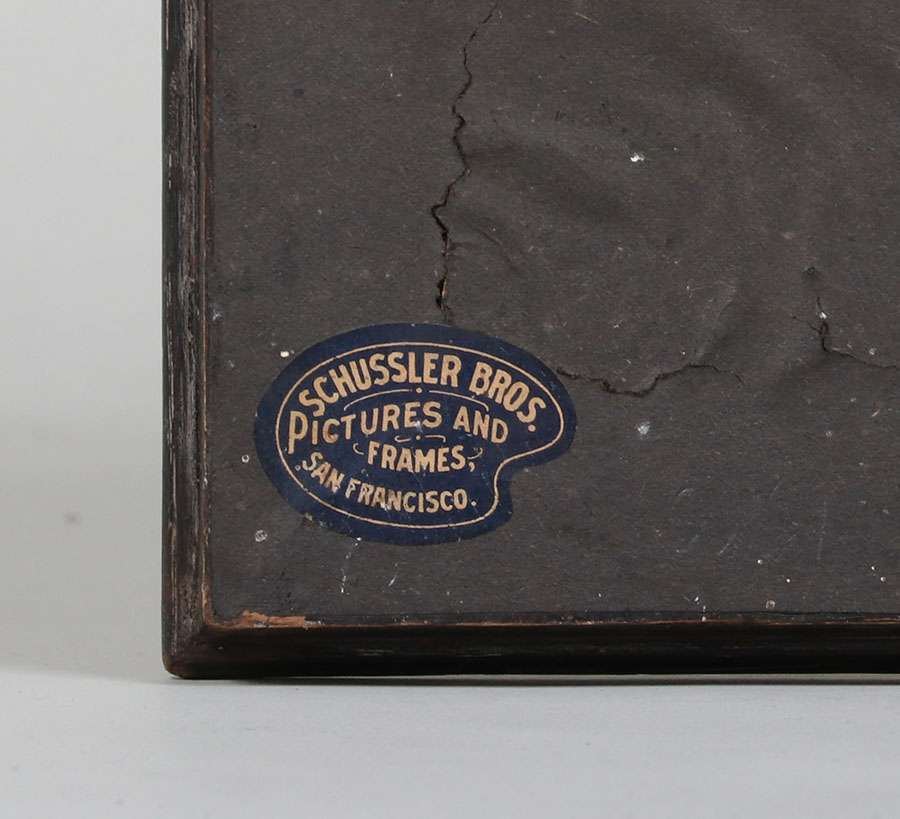 SCHUSSLER BROS.
PICTURES AND
FRAMES,
SAN FRANCISCO.